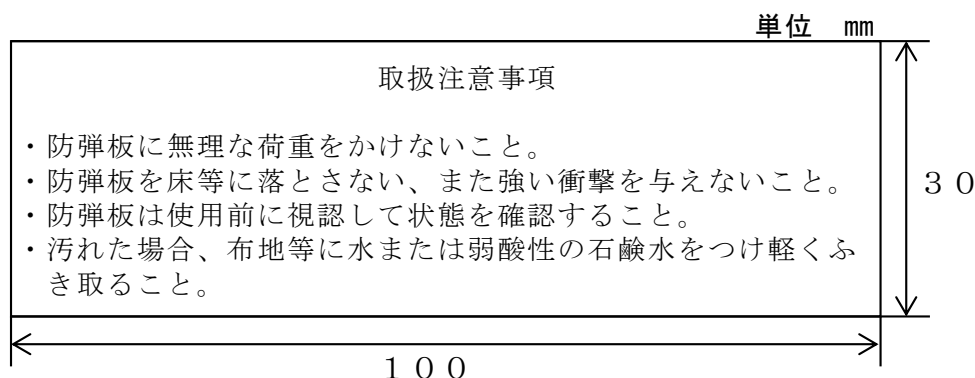 単位　㎜
取扱注意事項
・防弾板に無理な荷重をかけないこと。
・防弾板を床等に落とさない、また強い衝撃を与えないこと。
・防弾板は使用前に視認して状態を確認すること。
・汚れた場合、布地等に水または弱酸性の石鹸水をつけ軽くふ
き取ること。
３０
１００